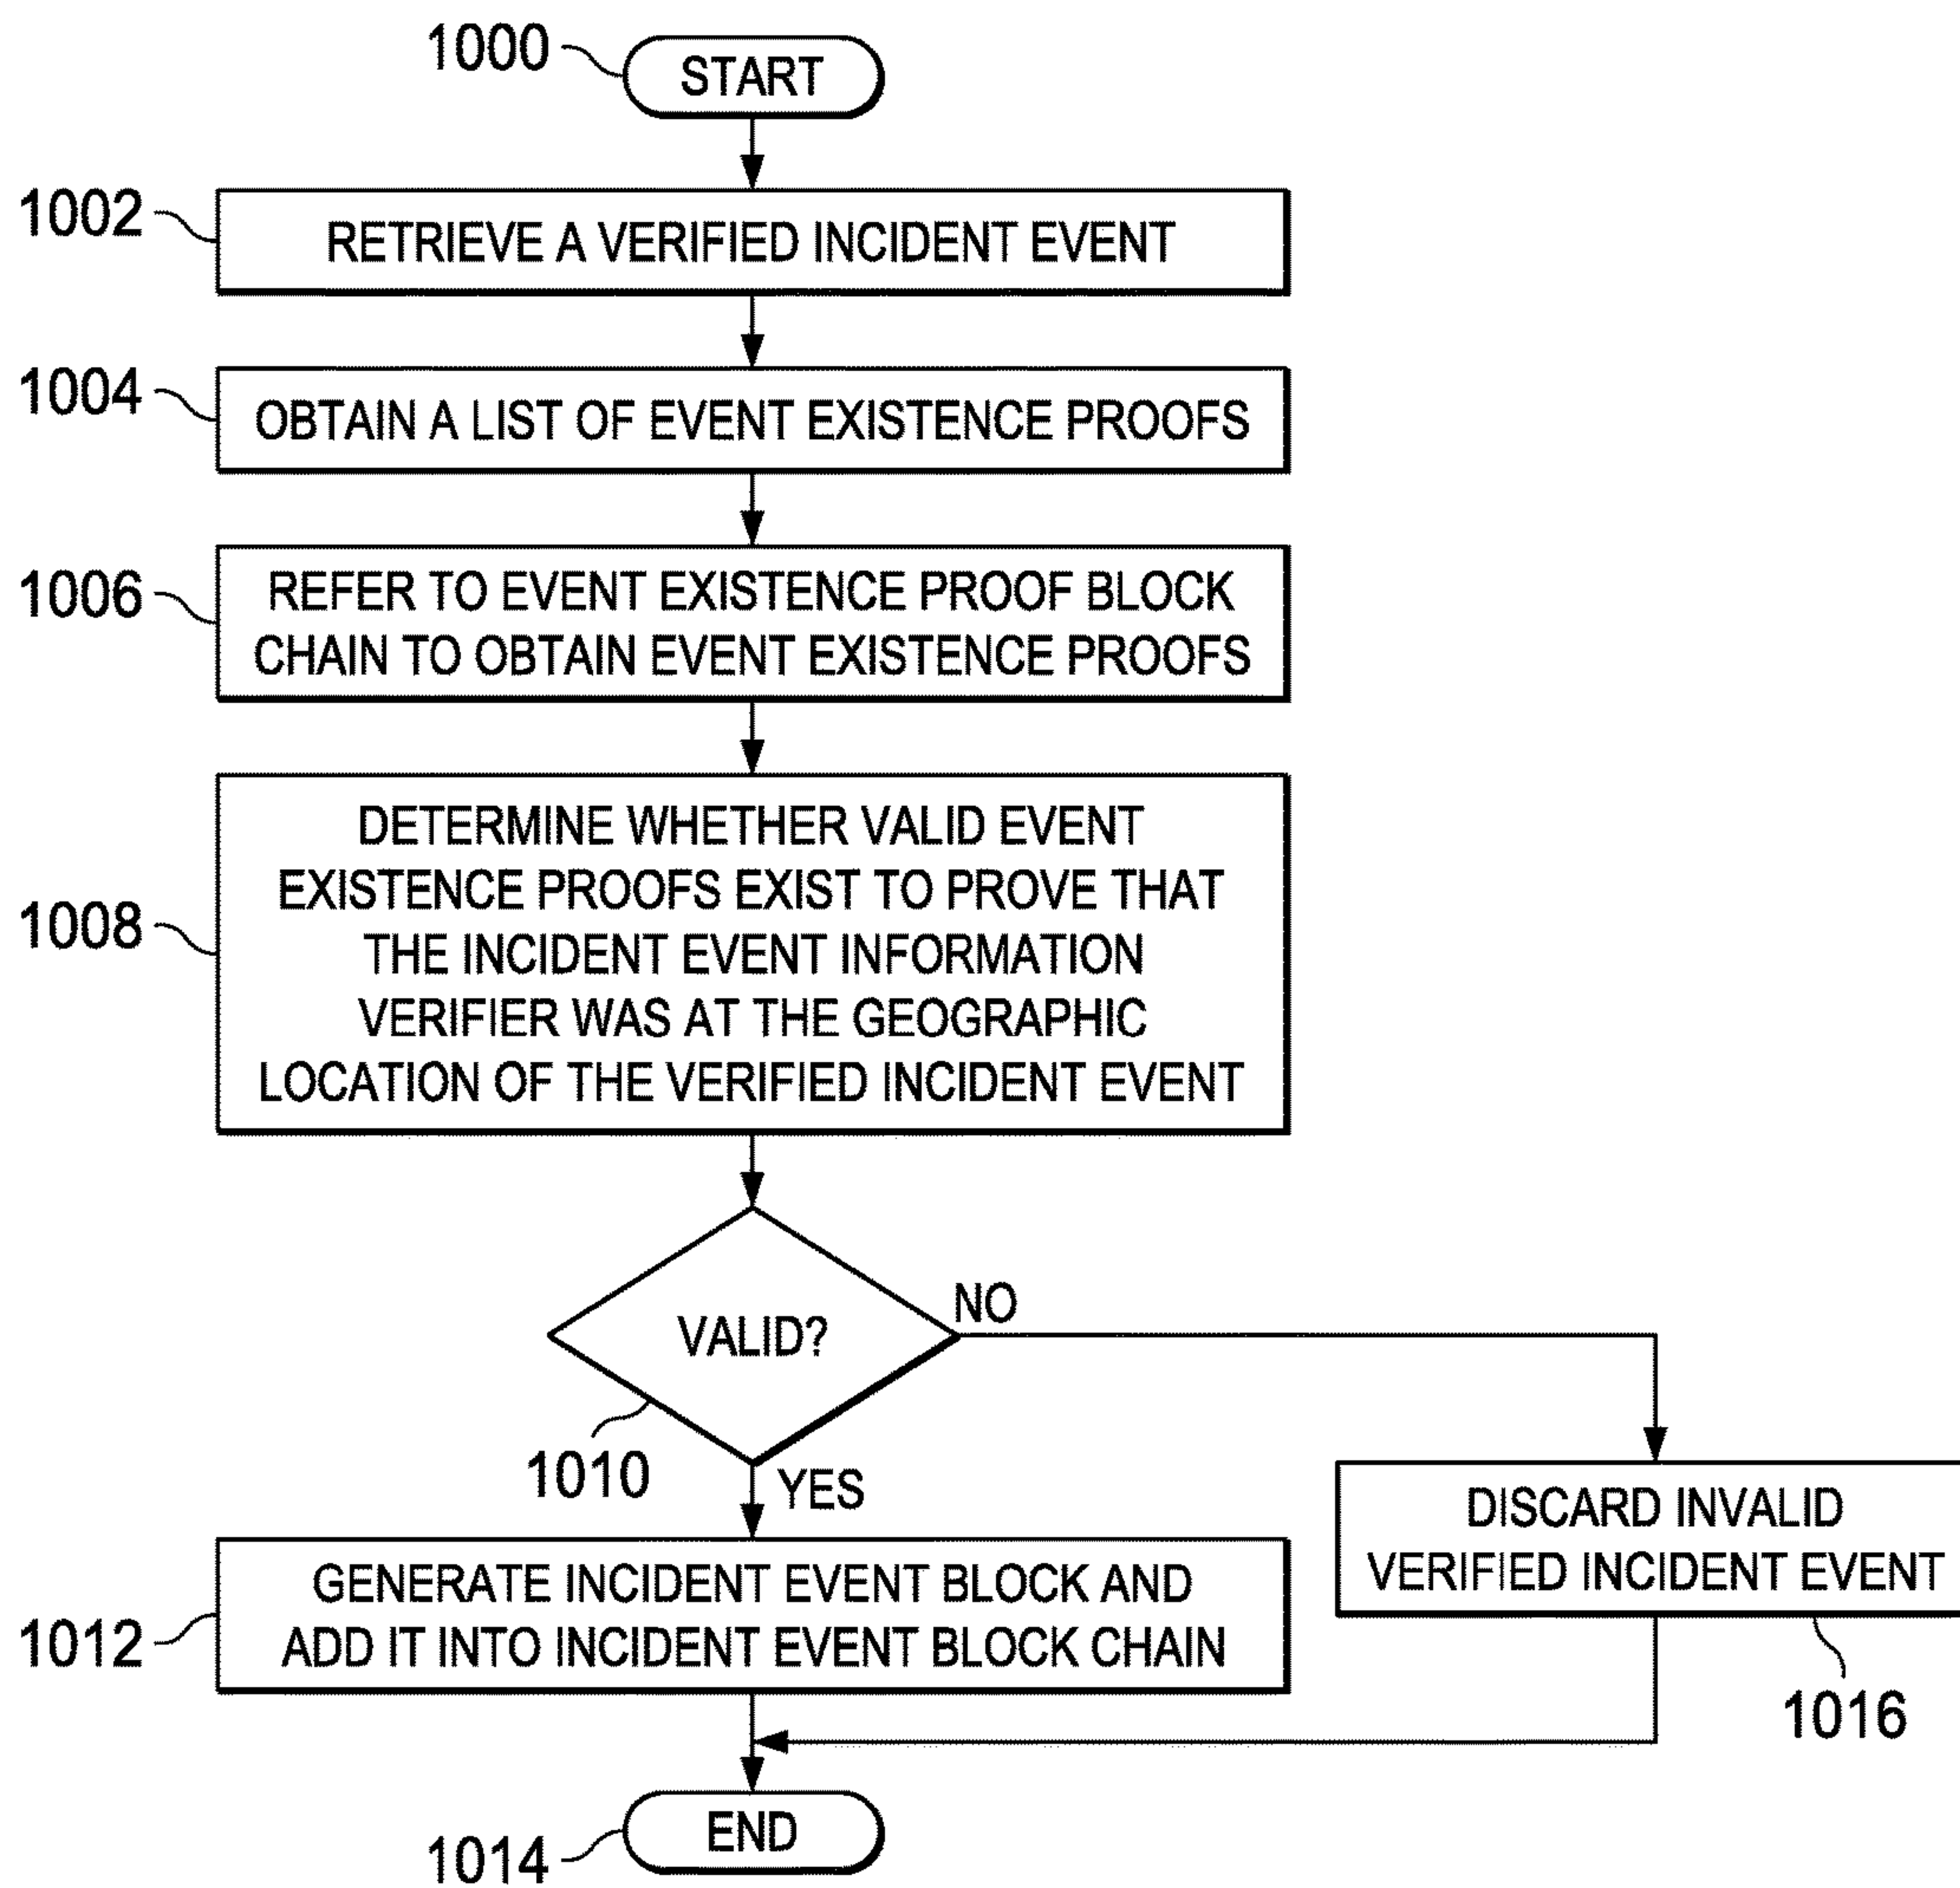 1000
START
1002
RETRIEVE A VERIFIED INCIDENT EVENT
1004
OBTAIN A LIST OF EVENT EXISTENCE PROOFS
1006
REFER TO EVENT EXISTENCE PROOF BLOCK
CHAIN TO OBTAIN EVENT EXISTENCE PROOFS
1008
DETERMINE WHETHER VALID EVENT
EXISTENCE PROOFS EXIST TO PROVE THAT
THE INCIDENT EVENT INFORMATION
VERIFIER WAS AT THE GEOGRAPHIC
LOCATION OF THE VERIFIED INCIDENT EVENT
VALID?
NO
1010
YES
DISCARD INVALID
VERIFIED INCIDENT EVENT
1016
1012
GENERATE INCIDENT EVENT BLOCK AND
ADD IT INTO INCIDENT EVENT BLOCK CHAIN
1014
END